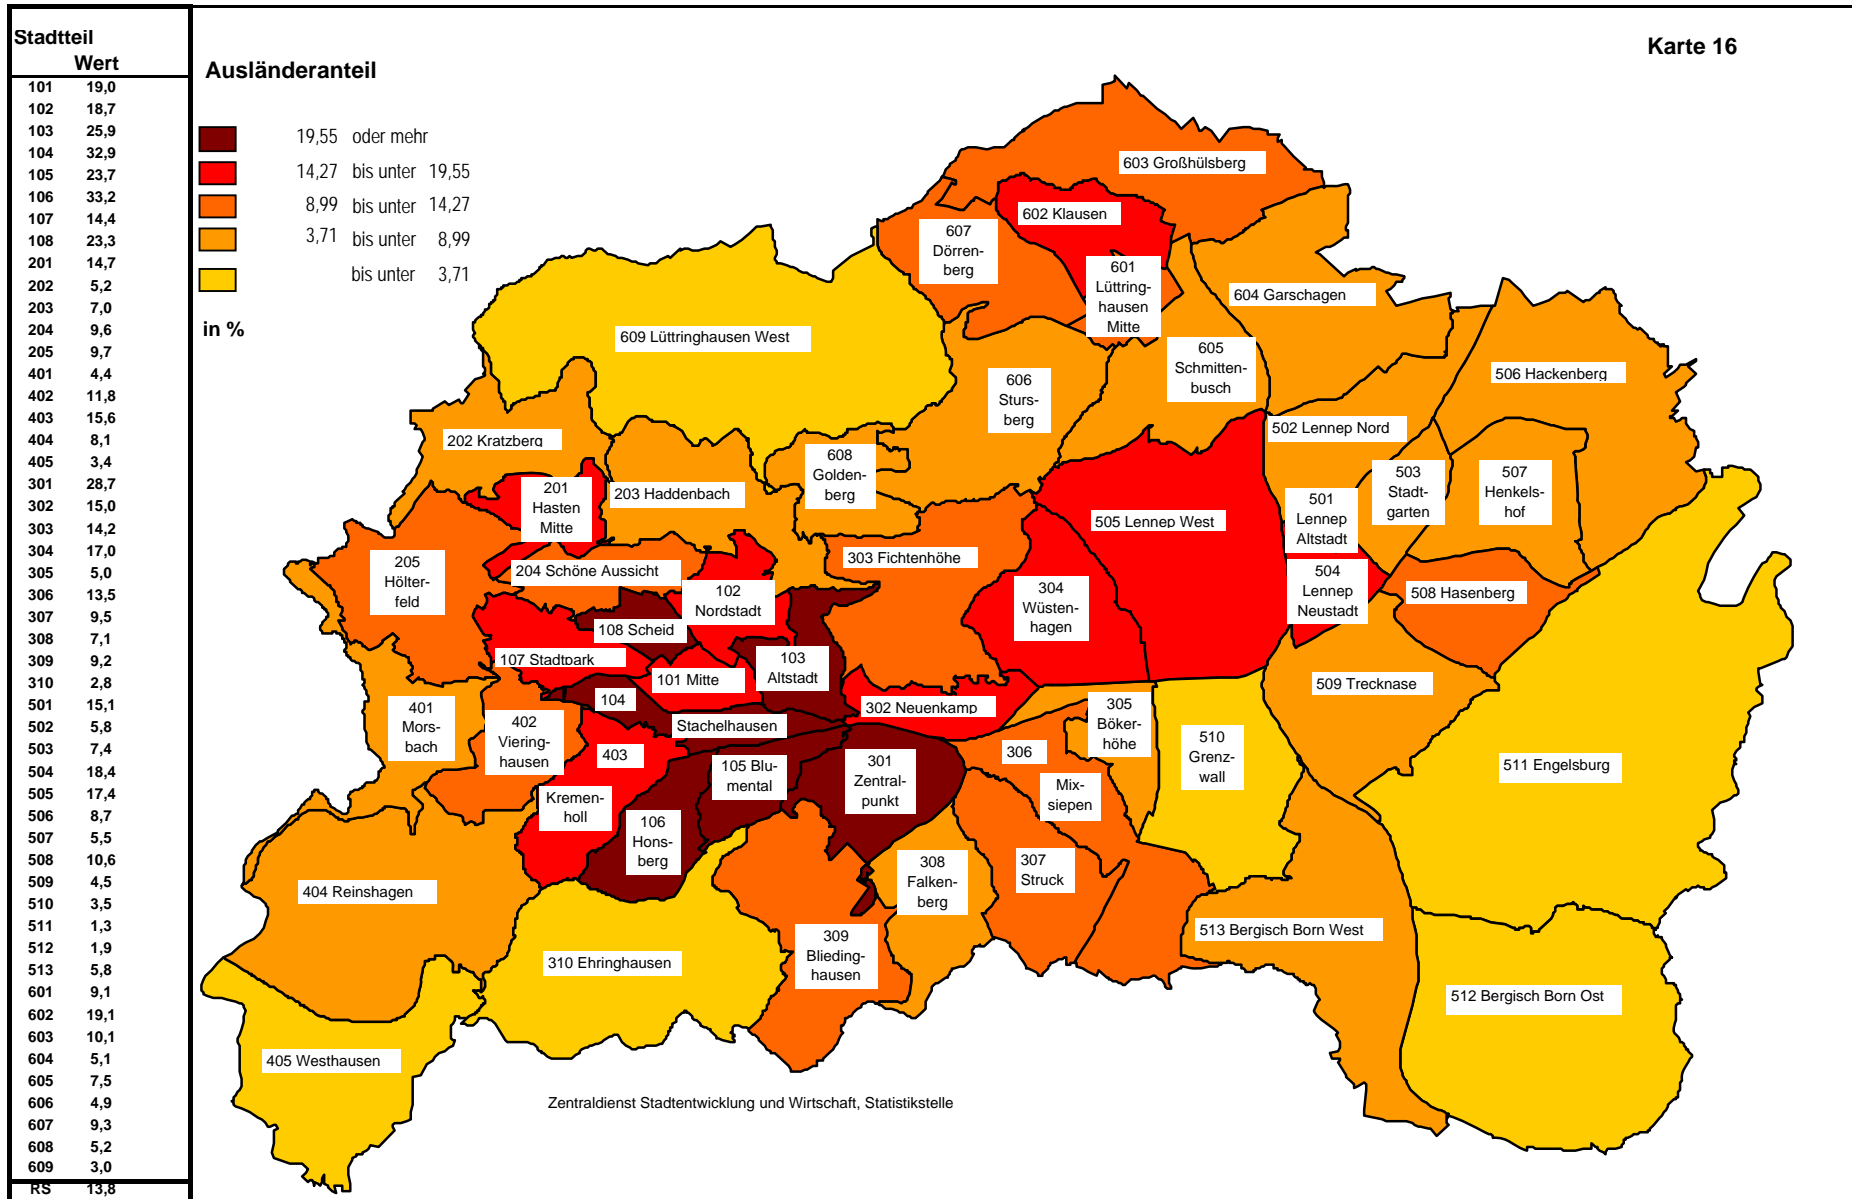 Stadtteil
Wert
101 19,0
102 18,7
103 25,9
104 32,9
105 23,7
106 33,2
107 14,4
108 23,3
201 14,7
202 5,2
203 7,0
204 9,6
205 9,7
401 4,4
402 11,8
403 15,6
404 8,1
405 3,4
301 28,7
302 15,0
303 14,2
304 17,0
305 5,0
306 13,5
307 9,5
308 7,1
309 9,2
310 2,8
501 15,1
502 5,8
503 7,4
504 18,4
505 17,4
506 8,7
507 5,5
508 10,6
509 4,5
510 3,5
511 1,3
512 1,9
513 5,8
601 9,1
602 19,1
603 10,1
604 5,1
605 7,5
606 4,9
607 9,3
608 5,2
609 3,0
RS 13,8
Ausländeranteil
19,55 oder mehr
14,27 bis unter 19,55
8,99 bis unter 14,27
3,71 bis unter 8,99
bis unter 3,71
in %
Karte 16
603 Großhülsberg
602 Klausen
607
Dörren-
berg
601
Lüttring-
hausen
Mitte
604 Garschagen
609 Lüttringhausen West
605
Schmitten-
busch
606
Sturs-
berg
506 Hackenberg
502 Lennep Nord
202 Kratzberg
608
Golden-
berg
203 Haddenbach
201
Hasten
Mitte
503
Stadt-
garten
507
Henkels-
hof
501
Lennep
Altstadt
505 Lennep West
303 Fichtenhöhe
205
Hölter-
feld
204 Schöne Aussicht
102
Nordstadt
304
Wüsten-
hagen
504
Lennep
Neustadt
508 Hasenberg
108 Scheid
107 Stadtpark
103
Altstadt
101 Mitte
104
Stachelhausen
509 Trecknase
302 Neuenkamp
305
Böker-
höhe
401
Mors-
bach
402
Viering-
hausen
403
Kremen-
holl
105 Blu-
mental
301
Zentral-
punkt
306
Mix-
siepen
510
Grenz-
wall
511 Engelsburg
106
Hons-
berg
308
Falken-
berg
307
Struck
404 Reinshagen
513 Bergisch Born West
309
Blieding-
hausen
310 Ehringhausen
512 Bergisch Born Ost
405 Westhausen
Zentraldienst Stadtentwicklung und Wirtschaft, Statistikstelle